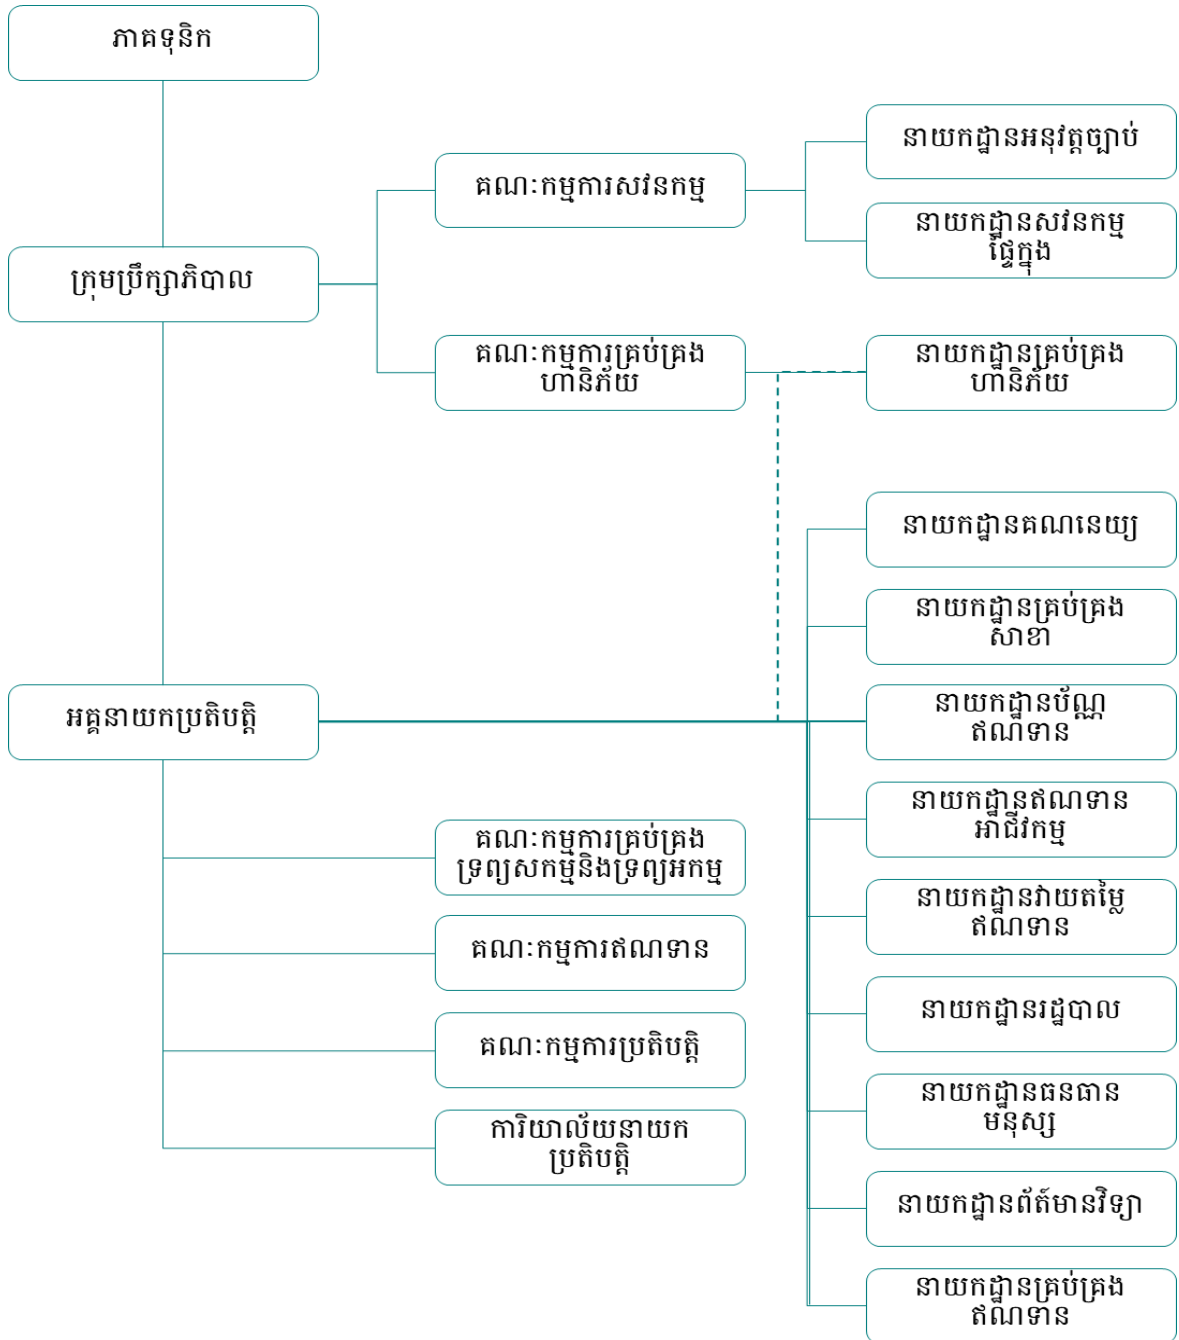 ភាគទុនិក
ក្រុមប្រឹក្សាភិបាល
អគ្គនាយកប្រតិបត្តិ
គណៈកម្មការសវនកម្ម
គណៈកម្មការគ្រប់គ្រង
ហានិភ័យ
គណៈកម្មការគ្រប់គ្រង
ទ្រព្យសកម្មនិងទ្រព្យអកម្ម
គណៈកម្មការឥណទាន
គណៈកម្មការប្រតិបត្តិ
ការិយាល័យនាយក
ប្រតិបត្តិ
នាយកដ្ឋានអនុវត្តច្បាប់
នាយកដ្ឋានសវនកម្ម
ផ្ទៃក្នុង
នាយកដ្ឋានគ្រប់គ្រង
ហានិភ័យ
នាយកដ្ឋានគណនេយ្យ
នាយកដ្ឋានគ្រប់គ្រង
សាខា
នាយកដ្ឋានប័ណ្ណ
ឥណទាន
នាយកដ្ឋានឥណទាន
អាជីវកម្ម
នាយកដ្ឋានវាយតម្លៃ
ឥណទាន
នាយកដ្ឋានរដ្ឋបាល
នាយកដ្ឋានធនធាន
មនុស្ស
នាយកដ្ឋានព័ត៍មានវិទ្យា
នាយកដ្ឋានគ្រប់គ្រង
ឥណទាន